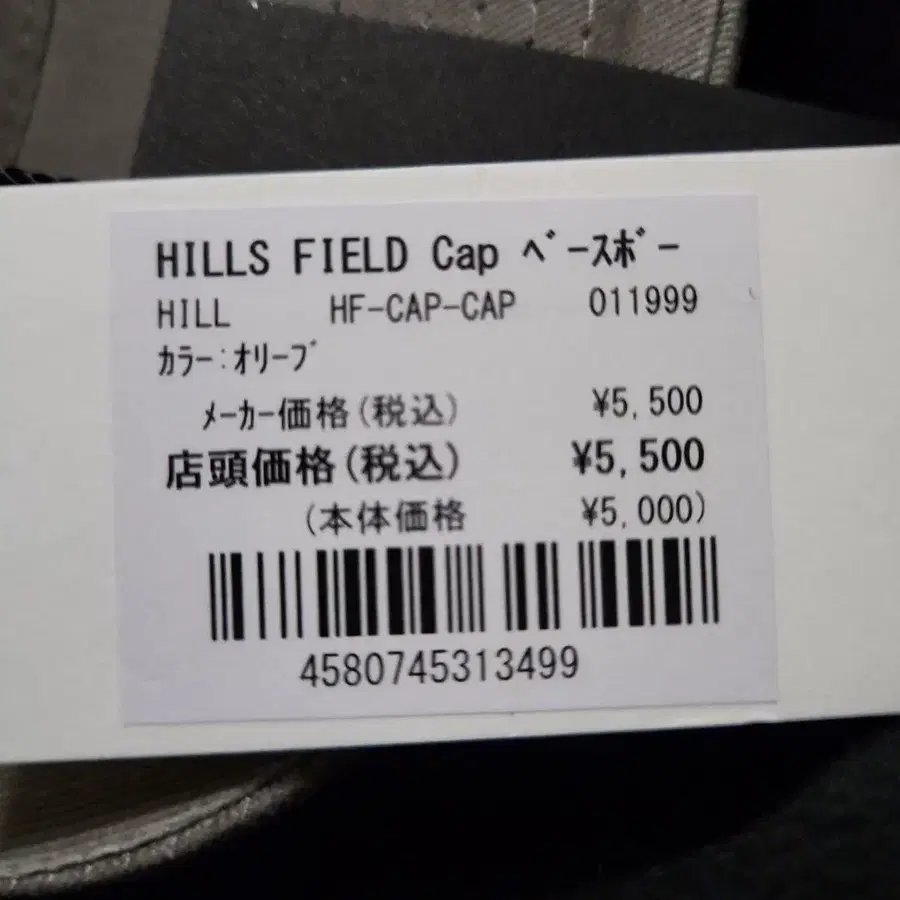 HILLS FIELD Cap ﾍﾞｰｽﾎﾞｰ
HILL HF-CAP-CAP 011999
ｶﾗｰ:ｵﾘｰﾌﾞ
ﾒｰｶｰ価格(税込) ¥5,500
店頭価格(税込) ¥5,500
(本体価格 ¥5,000)
4580745313499